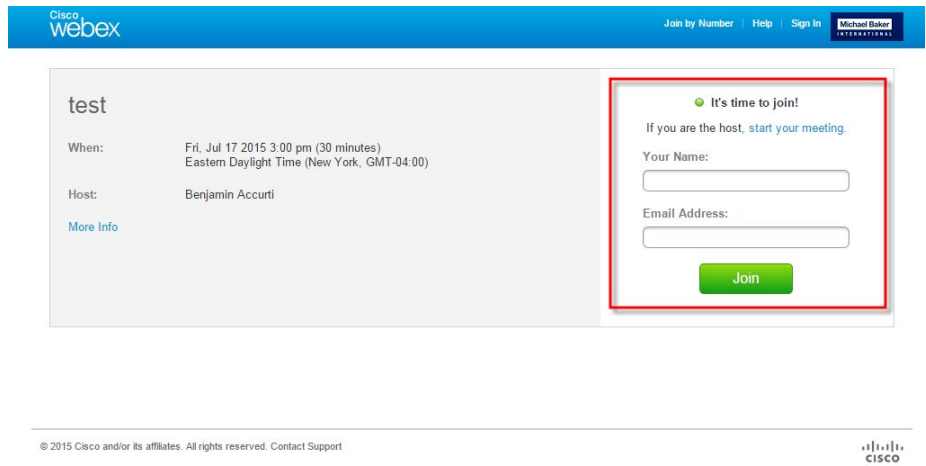 Cisco
webex
Join by Number | Help | Sign In
Michael Baker
INTERNATIONAL
test
When: Fri, Jul 17 2015 3:00 pm (30 minutes)
Eastern Daylight Time (New York, GMT-04:00)
Host: Benjamin Accurti
More Info
It's time to join!
If you are the host, start your meeting.
Your Name:
Email Address:
Join
© 2015 Cisco and/or its affiliates. All rights reserved. Contact Support
CISCO